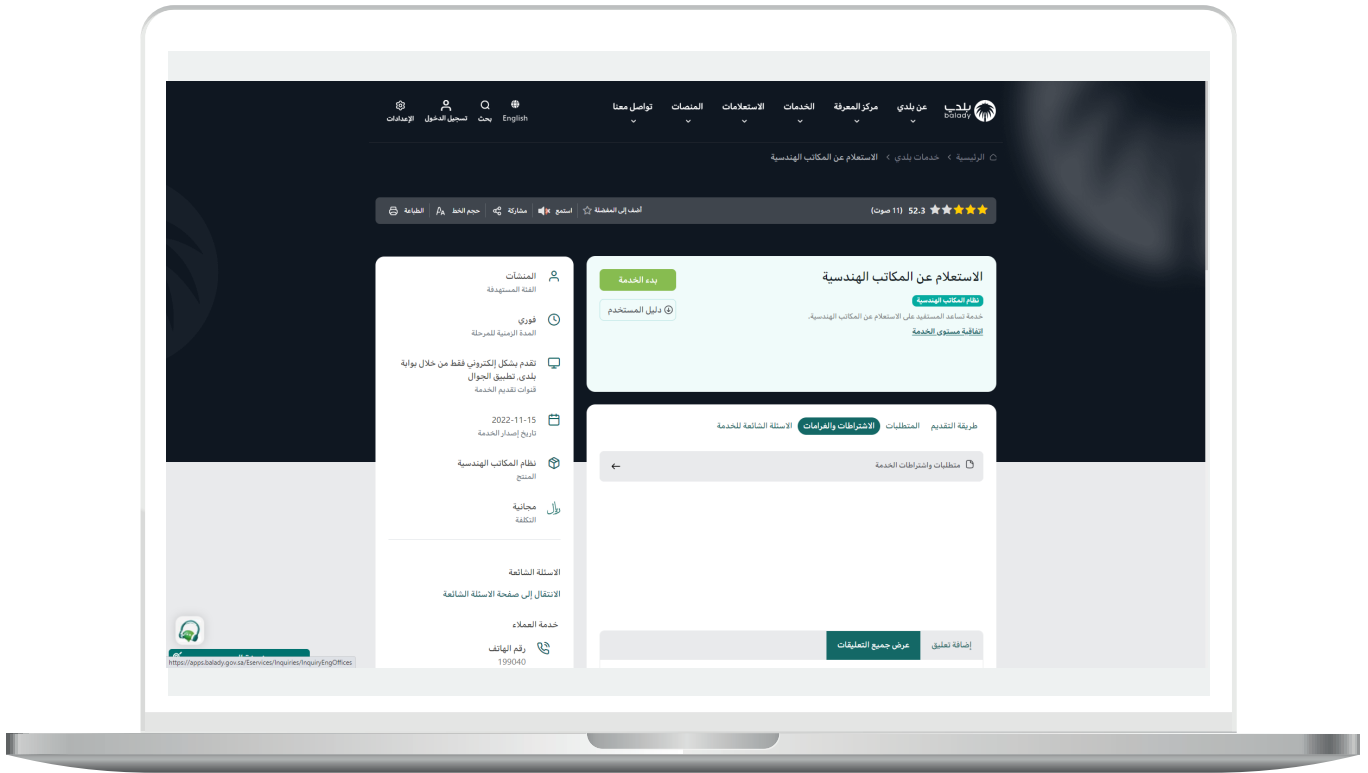 بلدي
balady
عن بلدي
مركز المعرفة
الخدمات
الاستعلامات
المنصات
تواصل معنا
English
بحث
تسجيل الدخول
الإعدادات
الرئيسية
خدمات بلدي
الاستعلام عن المكاتب الهندسية
52.3 (11 صوت)
أضف إلى المفضلة
استمع
مشاركة
حجم الخط
الطباعة
الاستعلام عن المكاتب الهندسية
نظام المكاتب الهندسية
خدمة تساعد المستفيد على الاستعلام عن المكاتب الهندسية.
اتفاقية مستوى الخدمة
بدء الخدمة
دليل المستخدم
طريقة التقديم
المتطلبات
الاشتراطات والغرامات
الاسئلة الشائعة للخدمة
متطلبات واشتراطات الخدمة
إضافة تعليق
عرض جميع التعليقات
المنشآت
الفئة المستهدفة
فوري
المدة الزمنية للمرحلة
تقدم بشكل إلكتروني فقط من خلال بوابة
بلدي, تطبيق الجوال
قنوات تقديم الخدمة
2022-11-15
تاريخ إصدار الخدمة
نظام المكاتب الهندسية
المنتج
مجانية
التكلفة
الاسئلة الشائعة
الانتقال إلى صفحة الاسئلة الشائعة
خدمة العملاء
رقم الهاتف
199040
https://apps.balady.gov.sa/Eservices/Inquiries/InquiryEngOffices